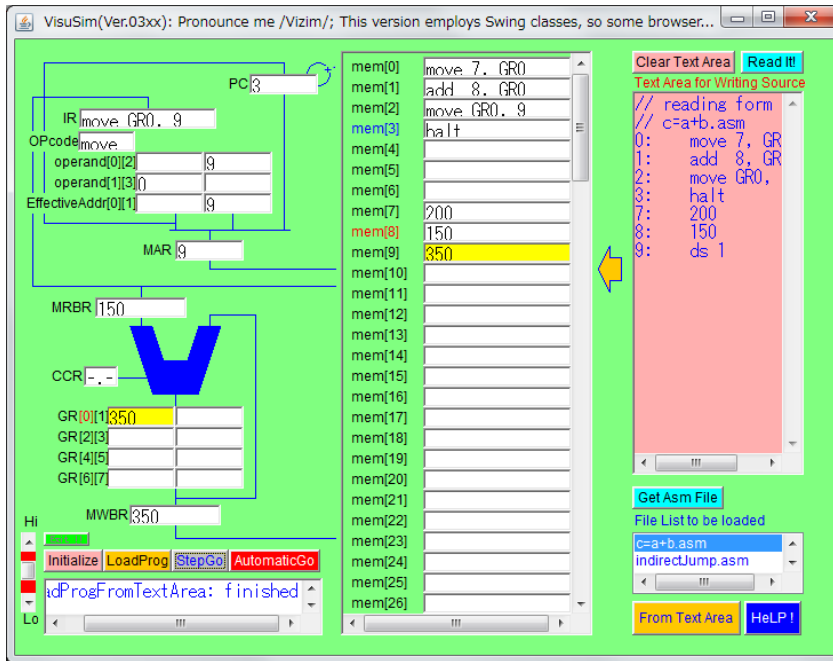 VisuSim(Ver.03xx): Pronounce me /Vizim/; This version employs Swing classes, so some browser...
PC 3
IR move GR0, 9
OPcode move
operand[0][2] 9
operand[1][3] 0
EffectiveAddr[0][1] 9
MAR 9
MRBR 150
CCR -.-
GR[0][1] 350
GR[2][3]
GR[4][5]
GR[6][7]
MWBR 350
Hi
Initialize LoadProg StepGo AutomaticGo
adProgFromTextArea: finished
Lo
mem[0] move 7, GR0
mem[1] add 8, GR0
mem[2] move GR0, 9
mem[3] halt
mem[4]
mem[5]
mem[6]
mem[7] 200
mem[8] 150
mem[9] 350
mem[10]
mem[11]
mem[12]
mem[13]
mem[14]
mem[15]
mem[16]
mem[17]
mem[18]
mem[19]
mem[20]
mem[21]
mem[22]
mem[23]
mem[24]
mem[25]
mem[26]
Clear Text Area Read It!
Text Area for Writing Source
// reading form
// c=a+b.asm
0: move 7, GR
1: add 8, GR
2: move GR0,
3: halt
7: 200
8: 150
9: ds 1
Get Asm File
File List to be loaded
c=a+b.asm
indirectJump.asm
From Text Area HeLP !